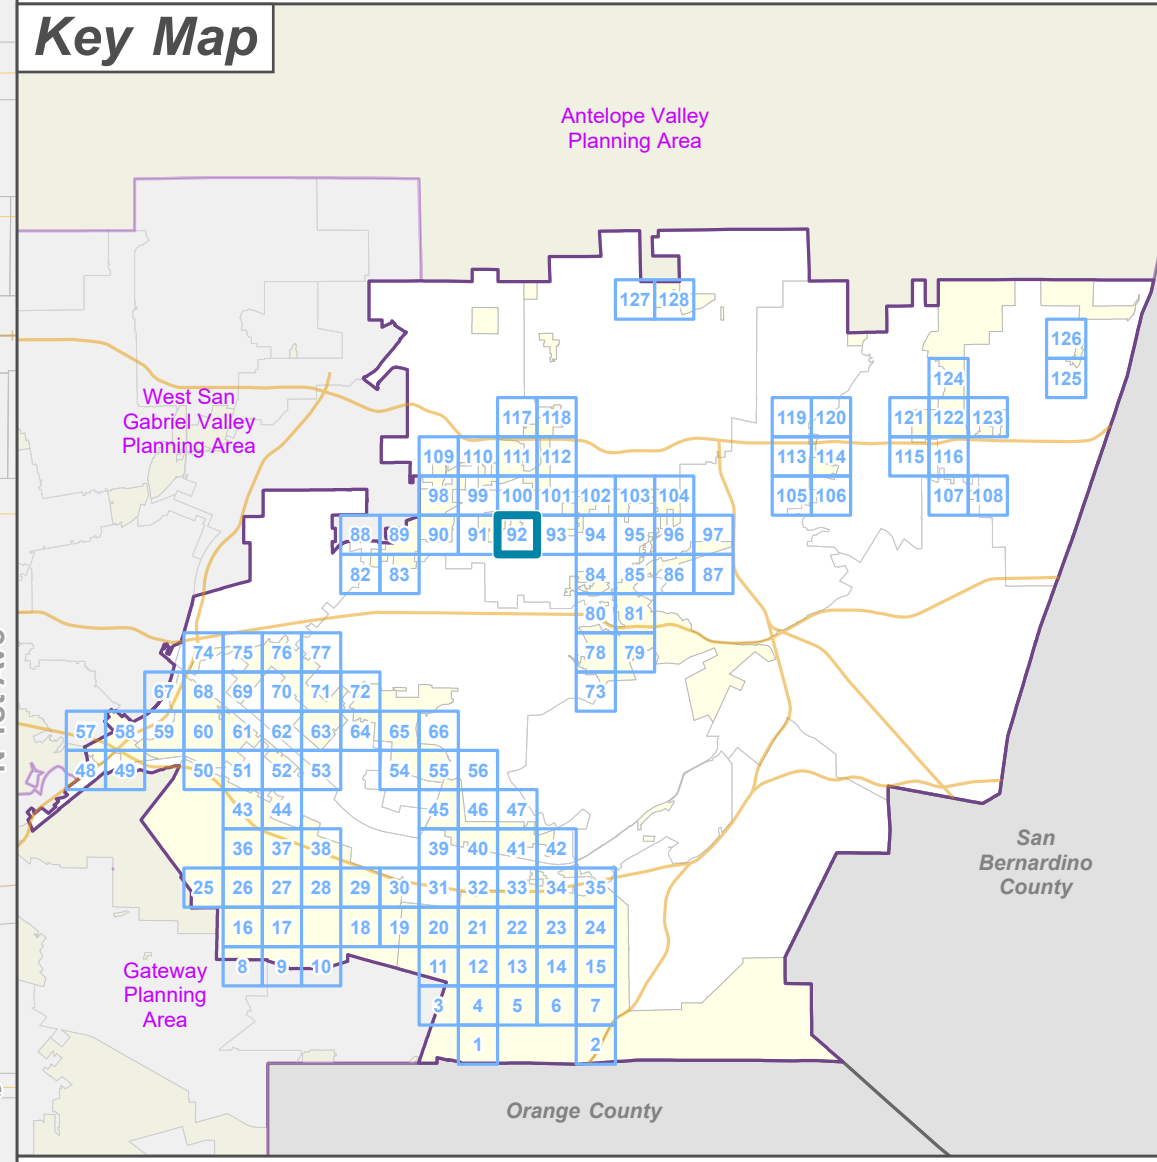 Key Map
Antelope Valley
Planning Area
127 128
126
124 125
West San
Gabriel Valley
Planning Area
117 118 119 120 121 122 123
109 110 111 112 113 114 115 116
98 99 100 101 102 103 104 105 106 107 108
88 89 90 91 92 93 94 95 96 97
82 83 84 85 86 87
80 81
74 75 76 77 78 79
67 68 69 70 71 72 73
57 58 59 60 61 62 63 64 65 66
48 49 50 51 52 53 54 55 56
43 44 45 46 47
36 37 38 39 40 41 42
San
Bernardino
County
25 26 27 28 29 30 31 32 33 34 35
16 17 18 19 20 21 22 23 24
8 9 10 11 12 13 14 15
Gateway
Planning
Area
3 4 5 6 7
1 2
Orange County